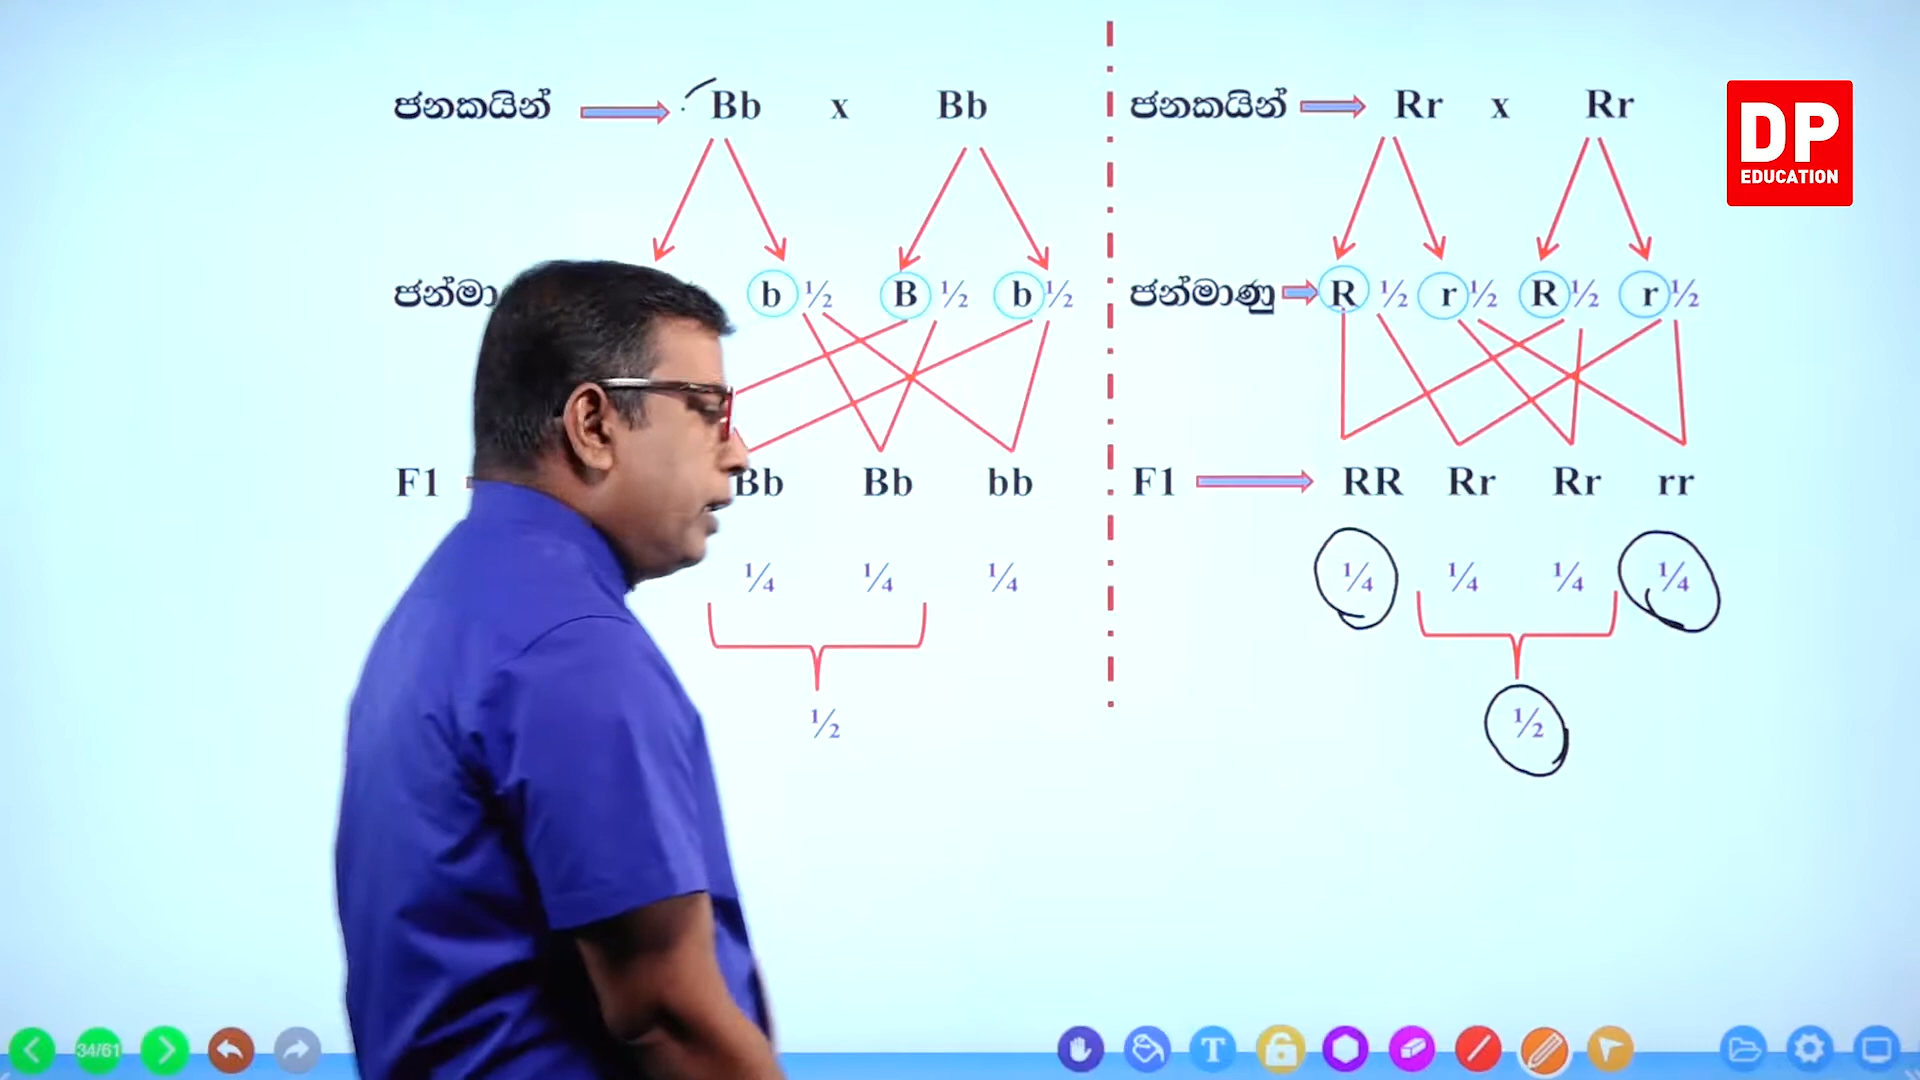 ජනකයින් Bb x Bb
b ½ B ½ b ½
F1 Bb Bb bb
¼ ¼ ¼
½
ජනකයින් Rr x Rr
ජන්මාණු R ½ r ½ R ½ r ½
F1 RR Rr Rr rr
¼ ¼ ¼ ¼
½
DP
EDUCATION
34/61
T